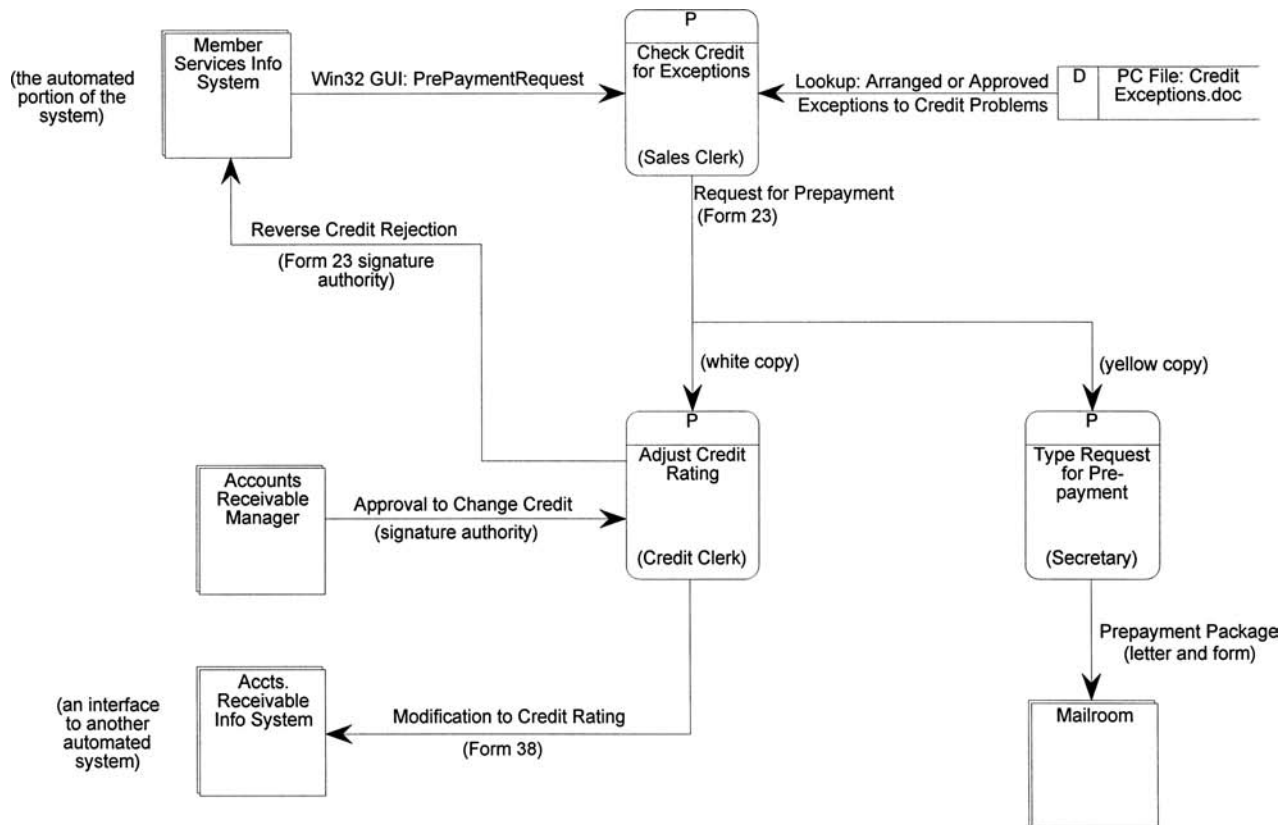 P
Member
Services Info
System
Check Credit
for Exceptions
(the automated
portion of the
system)
Win32 GUI: PrePaymentRequest
Lookup: Arranged or Approved
Exceptions to Credit Problems
D
PC File: Credit
Exceptions.doc
(Sales Clerk)
Request for Prepayment
(Form 23)
Reverse Credit Rejection
(Form 23 signature
authority)
(white copy)
(yellow copy)
P
Adjust Credit
Rating
P
Type Request
for Pre-
payment
Accounts
Receivable
Manager
Approval to Change Credit
(signature authority)
(Credit Clerk)
(Secretary)
Prepayment Package
(letter and form)
Accts.
Receivable
Info System
(an interface
to another
automated
system)
Modification to Credit Rating
(Form 38)
Mailroom